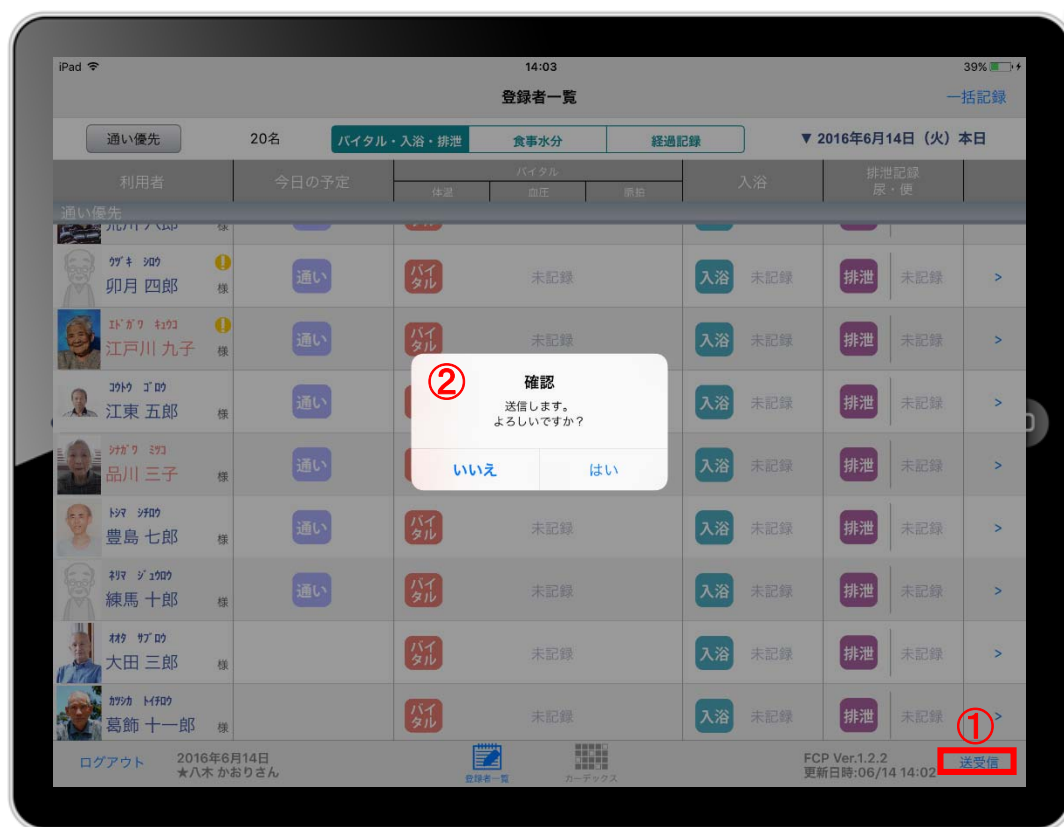 iPad 14:03 39%
登録者一覧 一括記録
通い優先 20名 バイタル・入浴・排泄 食事水分 経過記録 ▼ 2016年6月14日（火）本日
利用者 今日の予定 バイタル 入浴 排泄記録
体温 血圧 脈拍 尿・便
通い優先
ｳﾂﾞｷ ｼﾛｳ
卯月 四郎 様 通い バイタル 未記録 入浴 未記録 排泄 未記録 >
ｴﾄﾞｶﾞﾜ ｷｭｳｺ
江戸川 九子 様 通い バイタル 未記録 入浴 未記録 排泄 未記録 >
ｺｳﾄｳ ｺﾞﾛｳ
江東 五郎 様 通い 入浴 未記録 排泄 未記録 >
②
確認
送信します。
よろしいですか？
いいえ はい
ｼﾅｶﾞﾜ ﾐﾂｺ
品川 三子 様 通い 入浴 未記録 排泄 未記録 >
ﾄｼﾏ ｼﾁﾛｳ
豊島 七郎 様 通い バイタル 未記録 入浴 未記録 排泄 未記録 >
ﾈﾘﾏ ｼﾞｭｳﾛｳ
練馬 十郎 様 通い バイタル 未記録 入浴 未記録 排泄 未記録 >
ｵｵﾀ ｻﾌﾞﾛｳ
大田 三郎 様 バイタル 未記録 入浴 未記録 排泄 未記録 >
ｶﾂｼｶ ﾄｲﾁﾛｳ
葛飾 十一郎 様 バイタル 未記録 入浴 未記録 排泄 未記録 >
①
ログアウト 2016年6月14日 登録者一覧 カーデックス FCP Ver.1.2.2 送受信
★八木 かおりさん 更新日時:06/14 14:02